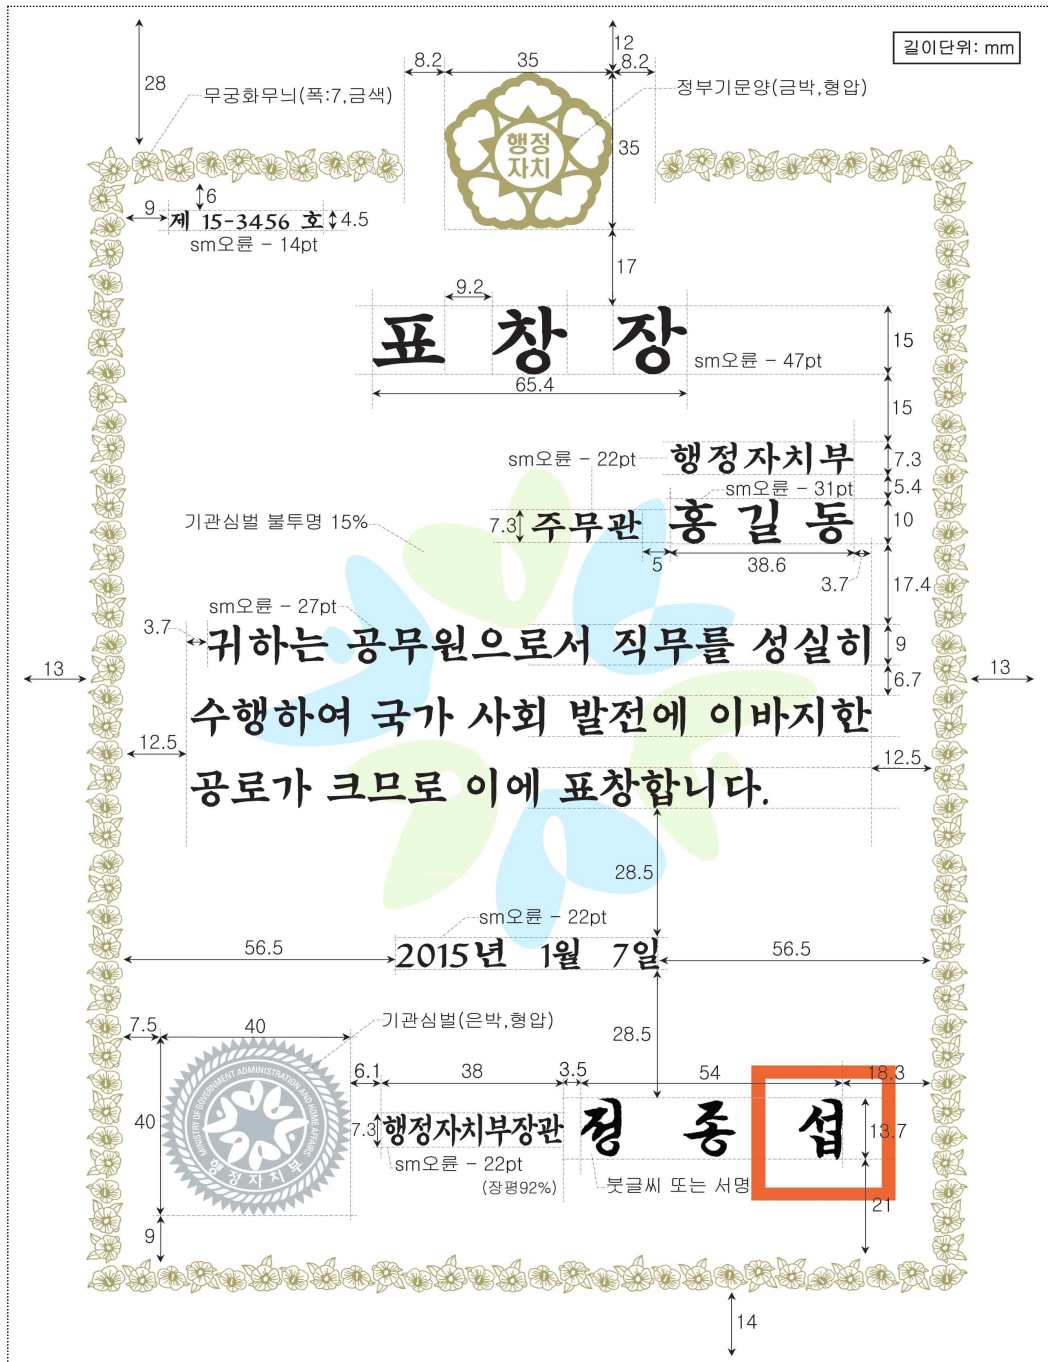 길이단위: mm
12
8.2 35 8.2
28
무궁화무늬(폭:7,금색)
정부기문양(금박,형압)
행정
자치
35
6
9
제 15-3456 호
4.5
sm오륜 - 14pt
17
9.2
표 창 장
15
sm오륜 - 47pt
65.4
15
sm오륜 - 22pt
행정자치부
7.3
sm오륜 - 31pt
5.4
기관심벌 불투명 15%
7.3
주무관
홍 길 동
10
5
38.6
3.7
17.4
sm오륜 - 27pt
3.7
귀하는 공무원으로서 직무를 성실히
9
13
13
6.7
수행하여 국가 사회 발전에 이바지한
12.5
12.5
공로가 크므로 이에 표창합니다.
28.5
sm오륜 - 22pt
56.5
2015년 1월 7일
56.5
7.5
40
기관심벌(은박,형압)
28.5
6.1
38
3.5
54
18.3
MINISTRY OF GOVERNMENT ADMINISTRATION AND HOME AFFAIRS
행정자치부
40
7.3
행정자치부장관
정 종 섭
13.7
sm오륜 - 22pt
(장평92%)
붓글씨 또는 서명
21
9
14